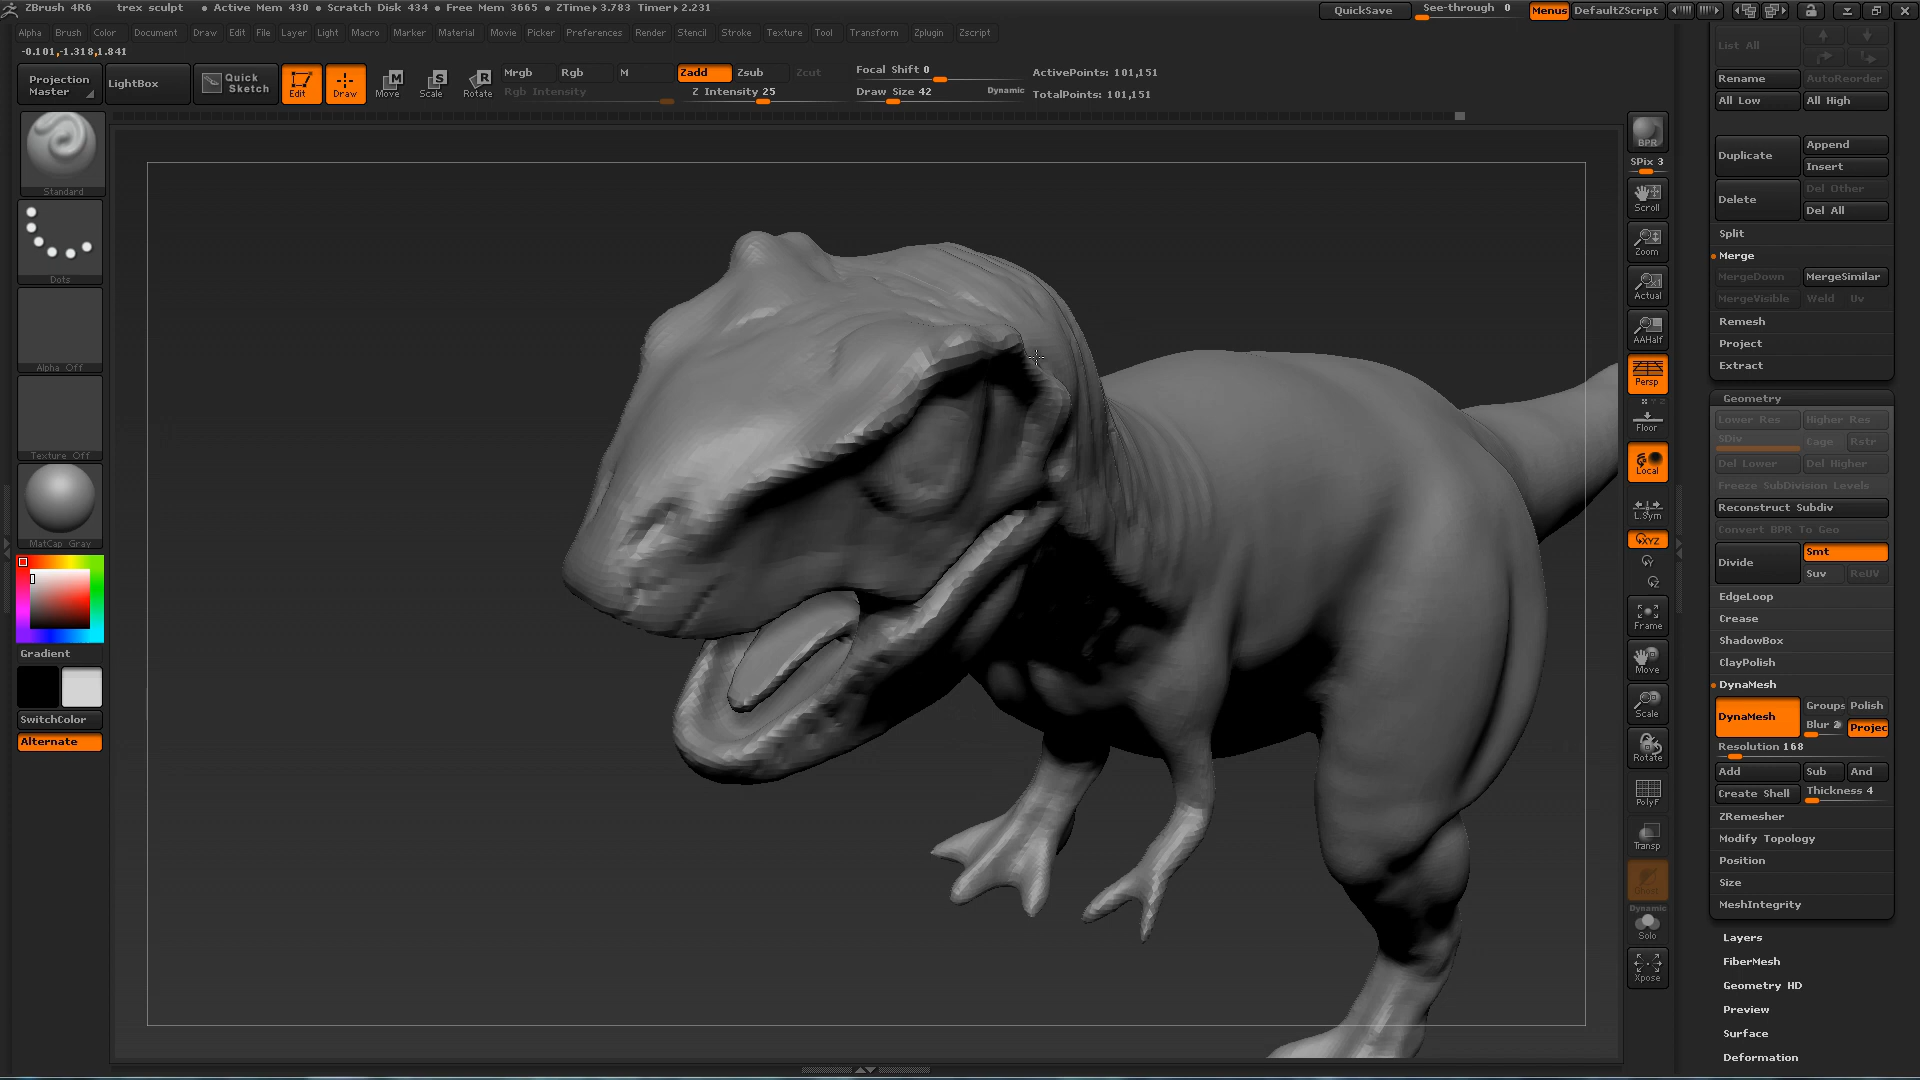 ZBrush 4R6 trex sculpt • Active Mem 430 • Scratch Disk 434 • Free Mem 3665 • ZTime▸3.783 Timer▸2.231
QuickSave See-through 0 Menus DefaultZScript
Alpha Brush Color Document Draw Edit File Layer Light Macro Marker Material Movie Picker Preferences Render Stencil Stroke Texture Tool Transform Zplugin Zscript
-0.101,-1.318,1.841
Projection Master
LightBox
Quick Sketch
Edit
Draw
Move
Scale
Rotate
Mrgb Rgb M
Rgb Intensity
Zadd Zsub Zcut
Z Intensity 25
Focal Shift 0
Draw Size 42 Dynamic
ActivePoints: 101,151
TotalPoints: 101,151
Standard
Dots
Alpha Off
Texture Off
MatCap Gray
Gradient
SwitchColor
Alternate
BPR
SPix 3
Scroll
Zoom
Actual
AAHalf
Persp
Floor
Local
L.Sym
XYZ
Y
Z
Frame
Move
Scale
Rotate
PolyF
Transp
Ghost
Dynamic
Solo
Xpose
List All
Rename AutoReorder
All Low All High
Duplicate Append
Insert
Delete Del Other
Del All
Split
Merge
MergeDown MergeSimilar
MergeVisible Weld Uv
Remesh
Project
Extract
Geometry
Lower Res Higher Res
SDiv Cage Rstr
Del Lower Del Higher
Freeze SubDivision Levels
Reconstruct Subdiv
Convert BPR To Geo
Divide Smt
Suv ReUV
EdgeLoop
Crease
ShadowBox
ClayPolish
DynaMesh
DynaMesh Groups Polish
Blur 2 Projec
Resolution 168
Add Sub And
Create Shell Thickness 4
ZRemesher
Modify Topology
Position
Size
MeshIntegrity
Layers
FiberMesh
Geometry HD
Preview
Surface
Deformation